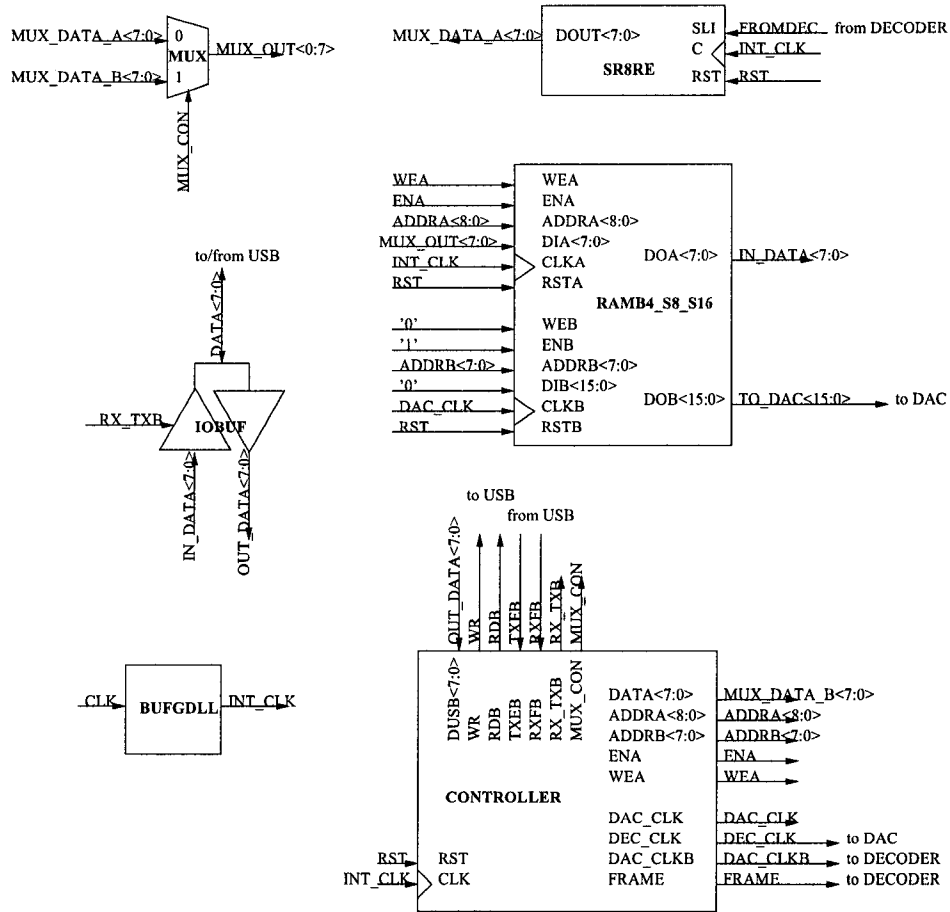 MUX_DATA_A<7:0>
0
MUX
MUX_OUT<0:7>
MUX_DATA_B<7:0>
1
MUX_CON
MUX_DATA_A<7:0>
DOUT<7:0>
SLI
FROMDEC
from DECODER
C
INT_CLK
SR8RE
RST
RST
WEA
WEA
ENA
ENA
ADDRA<8:0>
ADDRA<8:0>
MUX_OUT<7:0>
DIA<7:0>
INT_CLK
CLKA
RST
RSTA
DOA<7:0>
IN_DATA<7:0>
RAMB4_S8_S16
'0'
WEB
'1'
ENB
ADDRB<7:0>
ADDRB<7:0>
'0'
DIB<15:0>
DAC_CLK
CLKB
RST
RSTB
DOB<15:0>
TO_DAC<15:0>
to DAC
to/from USB
DATA<7:0>
RX_TXB
IOBUF
IN_DATA<7:0>
OUT_DATA<7:0>
CLK
BUFGDLL
INT_CLK
to USB
from USB
OUT_DATA<7:0>
WR
RDB
TXEB
RXFB
RX_TXB
MUX_CON
DUSB<7:0>
WR
RDB
TXEB
RXFB
RX_TXB
MUX_CON
DATA<7:0>
MUX_DATA_B<7:0>
ADDRA<8:0>
ADDRA<8:0>
ADDRB<7:0>
ADDRB<7:0>
ENA
ENA
WEA
WEA
CONTROLLER
DAC_CLK
DAC_CLK
DEC_CLK
DEC_CLK
to DAC
DAC_CLKB
DAC_CLKB
to DECODER
FRAME
FRAME
to DECODER
RST
RST
INT_CLK
CLK